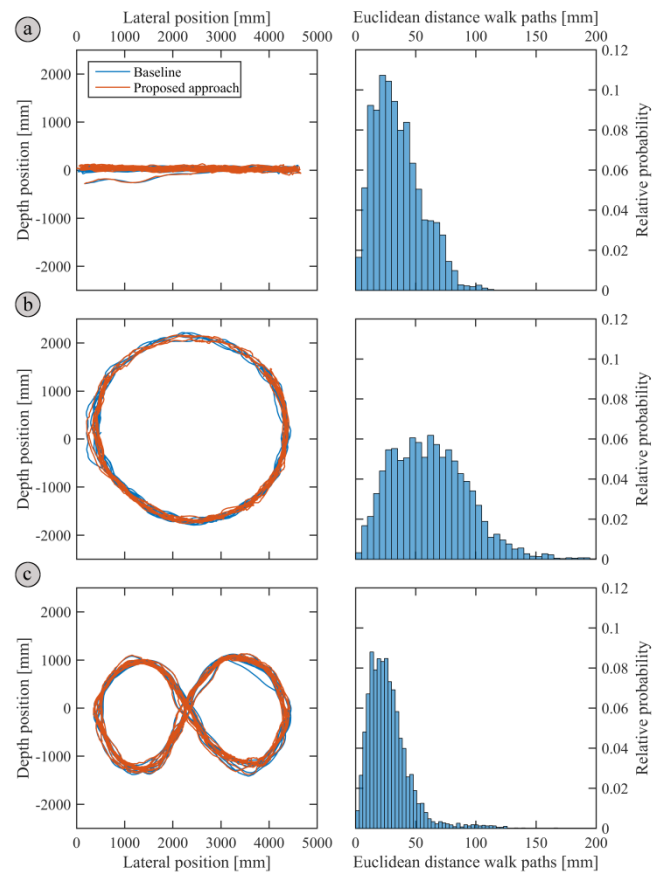 a
Lateral position [mm]
0 1000 2000 3000 4000 5000
2000
1000
0
-1000
-2000
Depth position [mm]
Baseline
Proposed approach
Euclidean distance walk paths [mm]
0 50 100 150 200
0.12
0.1
0.08
0.06
0.04
0.02
0
Relative probability
b
2000
1000
0
-1000
-2000
Depth position [mm]
0.12
0.1
0.08
0.06
0.04
0.02
0
Relative probability
c
2000
1000
0
-1000
-2000
Depth position [mm]
0 1000 2000 3000 4000 5000
Lateral position [mm]
0.12
0.1
0.08
0.06
0.04
0.02
0
Relative probability
0 50 100 150 200
Euclidean distance walk paths [mm]